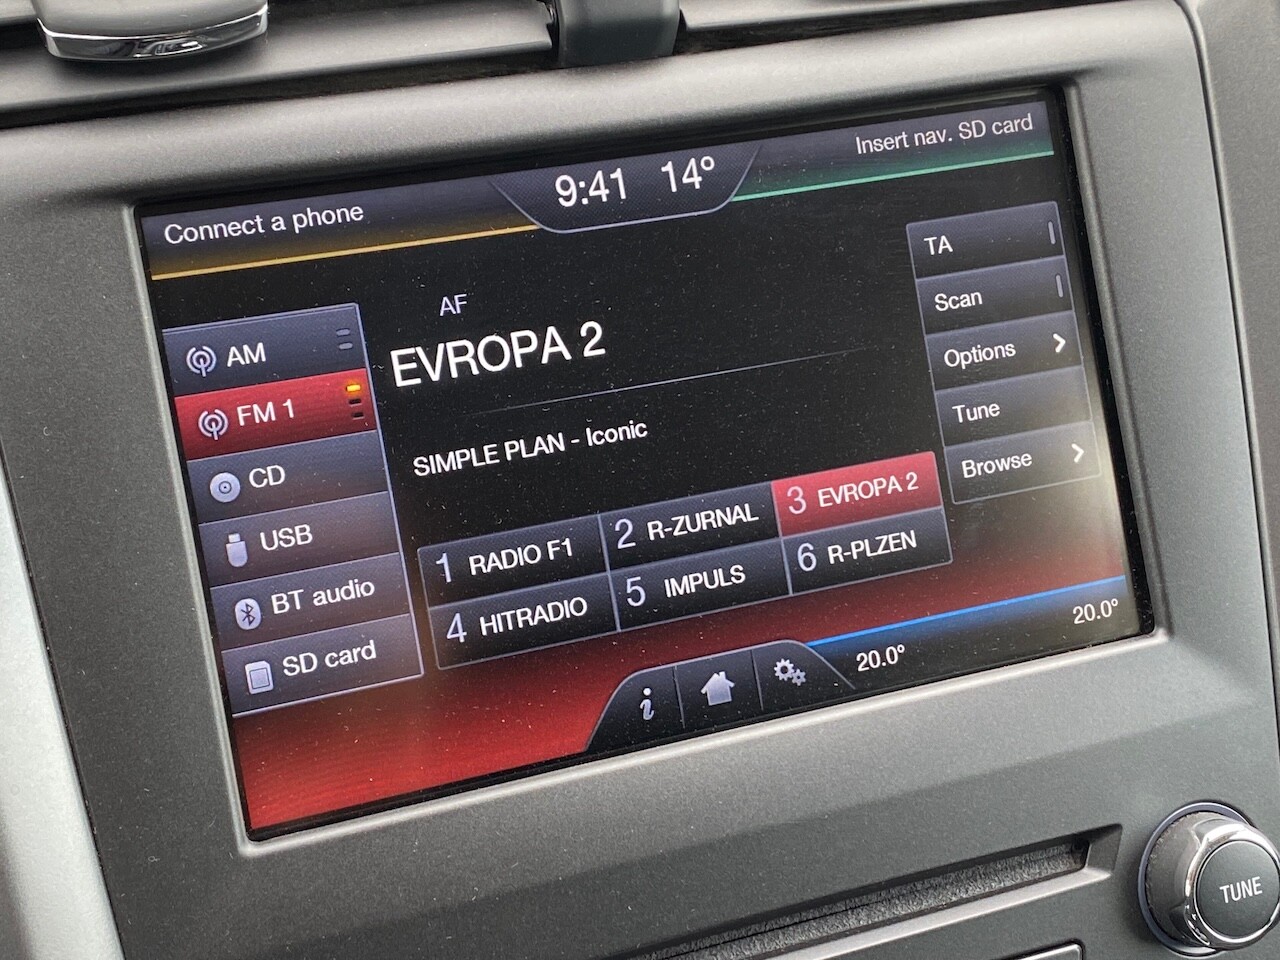 Connect a phone
9:41 14°
Insert nav. SD card
AM
FM 1
CD
USB
BT audio
SD card
AF
EVROPA 2
SIMPLE PLAN - Iconic
1 RADIO F1
2 R-ZURNAL
3 EVROPA 2
4 HITRADIO
5 IMPULS
6 R-PLZEN
TA
Scan
Options
Tune
Browse
i
20.0°
20.0°
TUNE